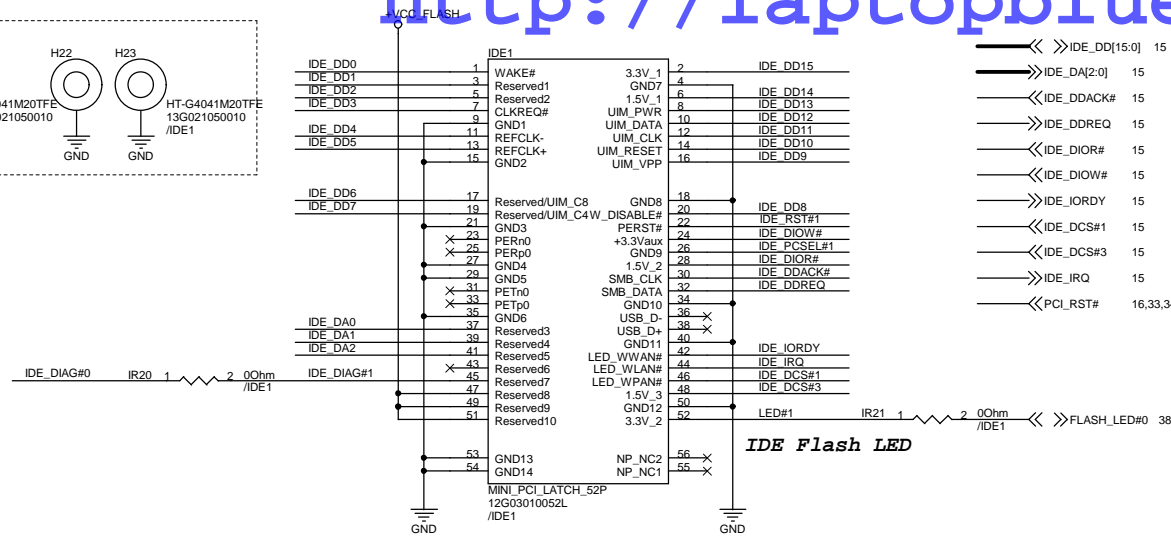 http://laptopblue
+VCC_FLASH
H22 H23
041M20TFE HT-G4041M20TFE
021050010 13G021050010
/IDE1
GND GND
IDE1
IDE_DD0 1 WAKE# 3.3V_1 2 IDE_DD15
IDE_DD1 3 Reserved1 GND7 4
IDE_DD2 5 Reserved2 1.5V_1 6 IDE_DD14
IDE_DD3 7 CLKREQ# UIM_PWR 8 IDE_DD13
9 GND1 UIM_DATA 10 IDE_DD12
IDE_DD4 11 REFCLK- UIM_CLK 12 IDE_DD11
IDE_DD5 13 REFCLK+ UIM_RESET 14 IDE_DD10
15 GND2 UIM_VPP 16 IDE_DD9
IDE_DD6 17 Reserved/UIM_C8 GND8 18
IDE_DD7 19 Reserved/UIM_C4 W_DISABLE# 20 IDE_DD8
21 GND3 PERST# 22 IDE_RST#1
23 PERn0 +3.3Vaux 24 IDE_DIOW#
25 PERp0 GND9 26 IDE_PCSEL#1
27 GND4 1.5V_2 28 IDE_DIOR#
29 GND5 SMB_CLK 30 IDE_DDACK#
31 PETn0 SMB_DATA 32 IDE_DDREQ
33 PETp0 GND10 34
35 GND6 USB_D- 36
IDE_DA0 37 Reserved3 USB_D+ 38
IDE_DA1 39 Reserved4 GND11 40
IDE_DA2 41 Reserved5 LED_WWAN# 42 IDE_IORDY
43 Reserved6 LED_WLAN# 44 IDE_IRQ
IDE_DIAG#0 IR20 1 2 0Ohm /IDE1 IDE_DIAG#1 45 Reserved7 LED_WPAN# 46 IDE_DCS#1
47 Reserved8 1.5V_3 48 IDE_DCS#3
49 Reserved9 GND12 50
51 Reserved10 3.3V_2 52 LED#1 IR21 1 2 0Ohm /IDE1 FLASH_LED#0 38
IDE Flash LED
53 GND13 NP_NC2 56
54 GND14 NP_NC1 55
MINI_PCI_LATCH_52P
12G03010052L
/IDE1
GND GND
IDE_DD[15:0] 15
IDE_DA[2:0] 15
IDE_DDACK# 15
IDE_DDREQ 15
IDE_DIOR# 15
IDE_DIOW# 15
IDE_IORDY 15
IDE_DCS#1 15
IDE_DCS#3 15
IDE_IRQ 15
PCI_RST# 16,33,3